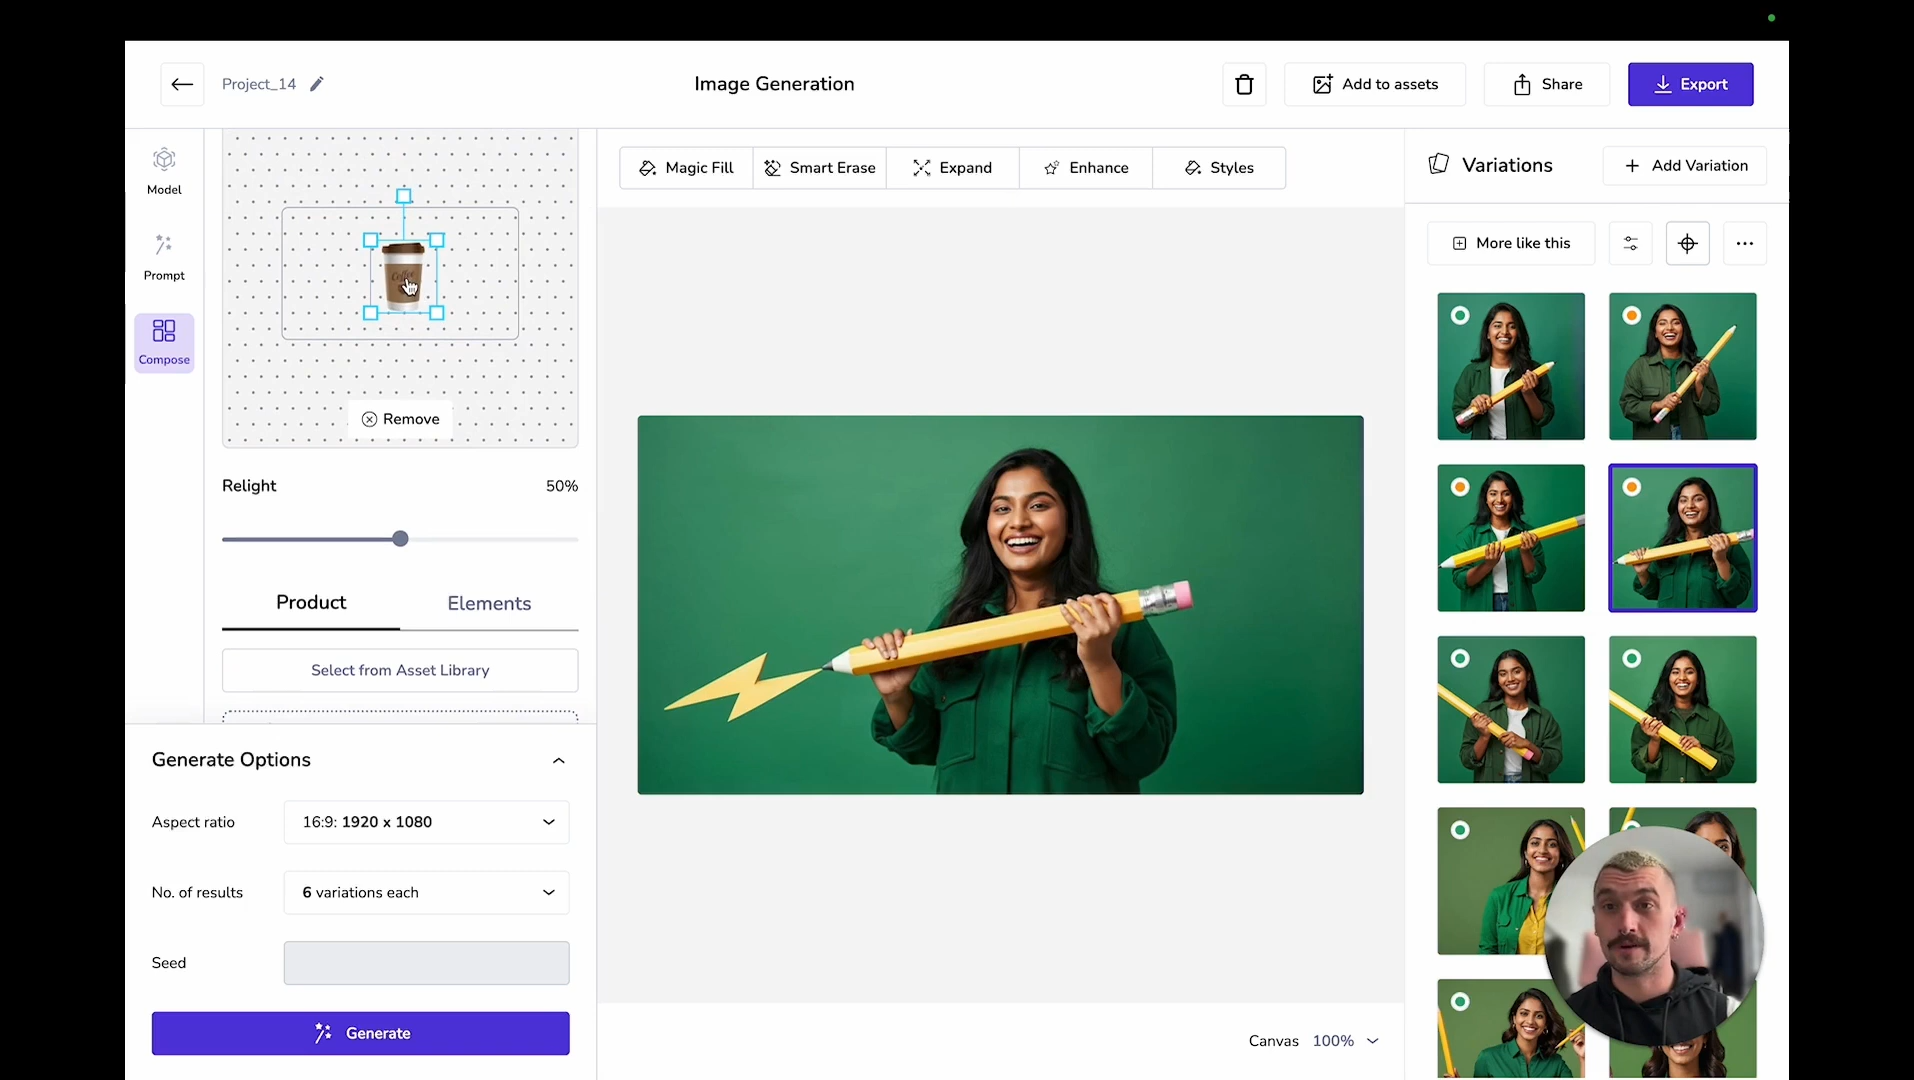 Project_14
Image Generation
Add to assets
Share
Export
Model
Prompt
Compose
Coffee
Remove
Relight
50%
Product
Elements
Select from Asset Library
Generate Options
Aspect ratio
16:9: 1920 x 1080
No. of results
6 variations each
Seed
Generate
Magic Fill
Smart Erase
Expand
Enhance
Styles
Canvas 100%
Variations
+ Add Variation
More like this